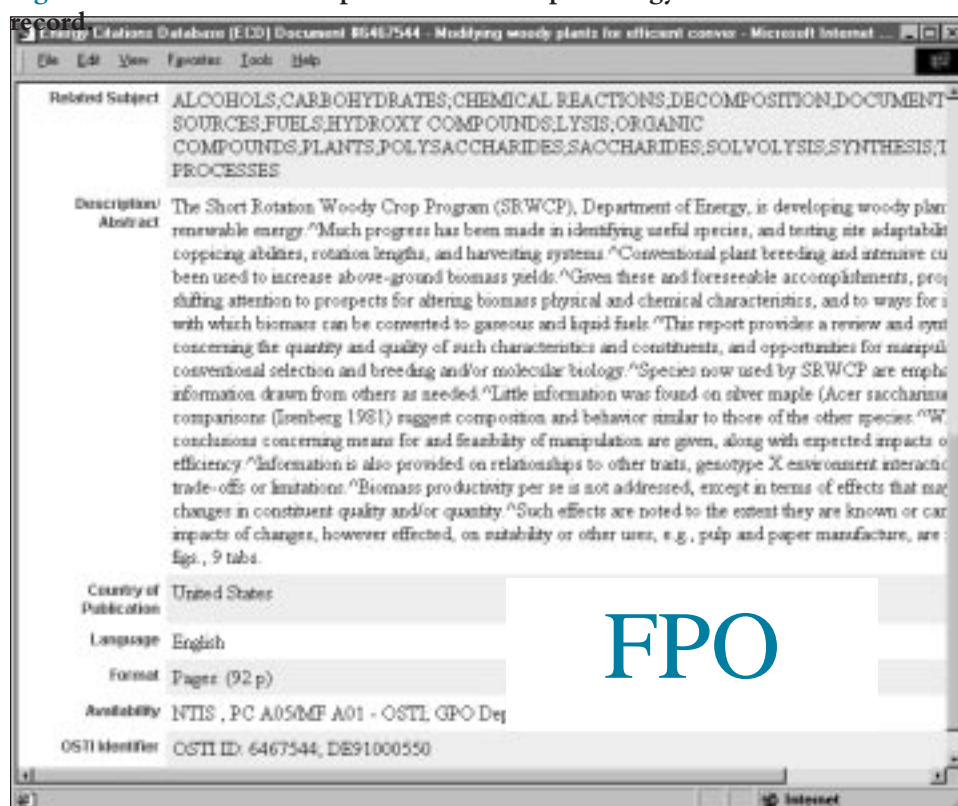 record.
Energy Citations Database (ECD) Document #6467544 - Modifying woody plants for efficient conver - Microsoft Internet ...
File Edit View Favorites Tools Help
Related Subject ALCOHOLS;CARBOHYDRATES;CHEMICAL REACTIONS;DECOMPOSITION;DOCUMENT
SOURCES;FUELS;HYDROXY COMPOUNDS;LYSIS;ORGANIC
COMPOUNDS;PLANTS;POLYSACCHARIDES;SACCHARIDES;SOLVOLYSIS;SYNTHESIS;T
PROCESSES
Description/ The Short Rotation Woody Crop Program (SRWCP), Department of Energy, is developing woody plan
Abstract renewable energy.^Much progress has been made in identifying useful species, and testing site adaptabilit
coppicing abilities, rotation lengths, and harvesting systems.^Conventional plant breeding and intensive cu
been used to increase above-ground biomass yields.^Given these and foreseeable accomplishments, prog
shifting attention to prospects for altering biomass physical and chemical characteristics, and to ways for i
with which biomass can be converted to gaseous and liquid fuels.^This report provides a review and synt
concerning the quantity and quality of such characteristics and constituents, and opportunities for manipul
conventional selection and breeding and/or molecular biology.^Species now used by SRWCP are empha
information drawn from others as needed.^Little information was found on silver maple (Acer saccharinu
comparisons (Isenberg 1981) suggest composition and behavior similar to those of the other species.^W
conclusions concerning means for and feasibility of manipulation are given, along with expected impacts o
efficiency.^Information is also provided on relationships to other traits, genotype X environment interactio
trade-offs or limitations.^Biomass productivity per se is not addressed, except in terms of effects that may
changes in constituent quality and/or quantity.^Such effects are noted to the extent they are known or can
impacts of changes, however effected, on suitability or other uses, e.g., pulp and paper manufacture, are
figs., 9 tabs.
Country of United States
Publication
Language English
Format Pages: (92 p)
Availability NTIS , PC A05/MF A01 - OSTI; GPO Dep
OSTI Identifier OSTI ID: 6467544; DE91000550
FPO
Internet